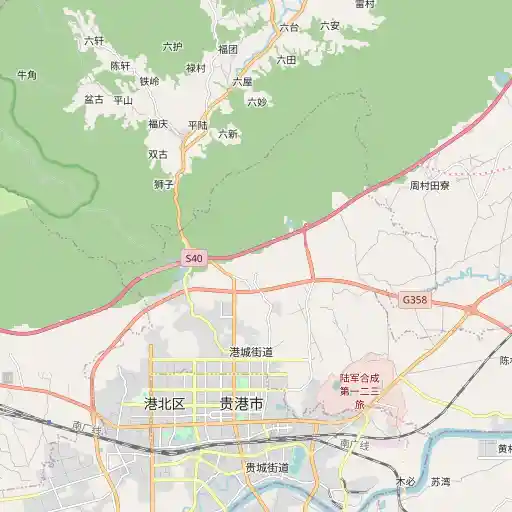 雷村
六台
六安
六轩
六护
福团
陈轩
禄村
六田
牛角
铁岭
六屋
盆古
平山
六妙
福庆
平陆
六新
双古
狮子
周村田寮
S40
G358
港城街道
陆军合成
第一二三
旅
港北区
贵港市
南广线
南广线
贵城街道
木必
苏湾